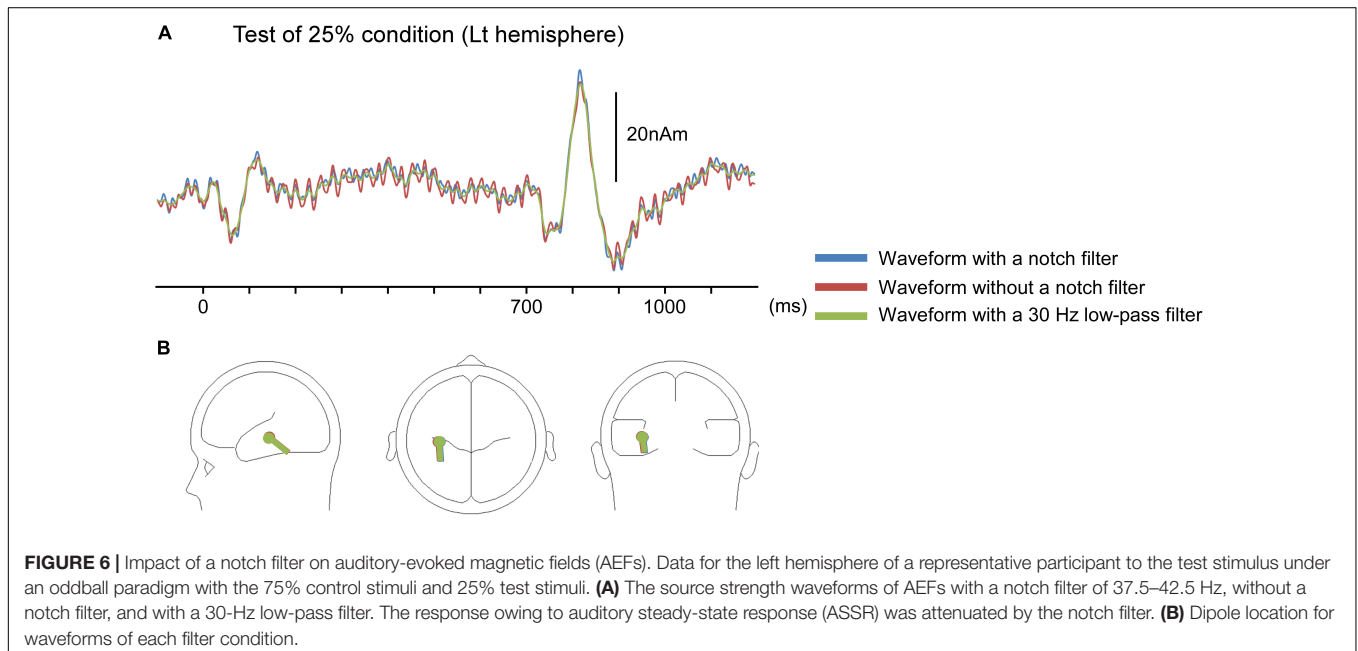 A Test of 25% condition (Lt hemisphere)
20nAm
0 700 1000 (ms)
Waveform with a notch filter
Waveform without a notch filter
Waveform with a 30 Hz low-pass filter
B
FIGURE 6 | Impact of a notch filter on auditory-evoked magnetic fields (AEFs). Data for the left hemisphere of a representative participant to the test stimulus under
an oddball paradigm with the 75% control stimuli and 25% test stimuli. (A) The source strength waveforms of AEFs with a notch filter of 37.5–42.5 Hz, without a
notch filter, and with a 30-Hz low-pass filter. The response owing to auditory steady-state response (ASSR) was attenuated by the notch filter. (B) Dipole location for
waveforms of each filter condition.